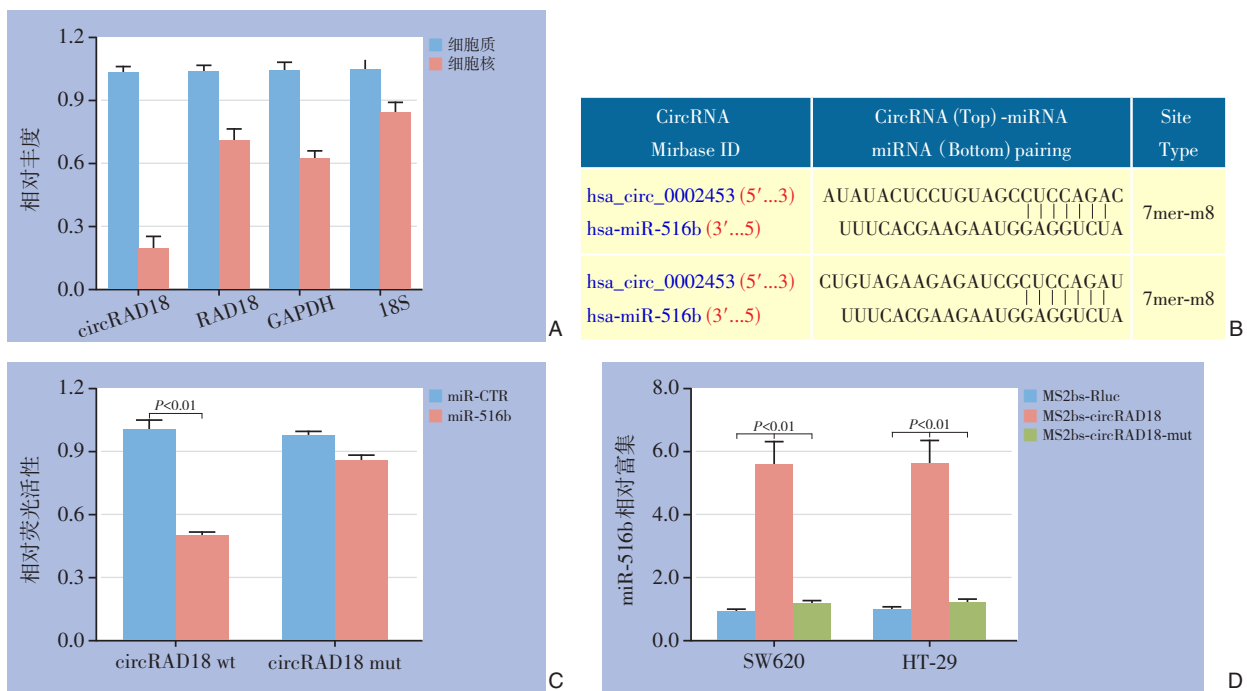 1.2
0.9
0.6
0.3
0.0
相对丰度
细胞质
细胞核
circRAD18
RAD18
GAPDH
18S
A
CircRNA
Mirbase ID
CircRNA (Top) -miRNA
miRNA (Bottom) pairing
Site
Type
hsa_circ_0002453 (5′...3)
AUAUACUCCUGUAGCCUCCAGAC
hsa-miR-516b (3′...5)
UUUCACGAAGAAUGGAGGUCUA
7mer-m8
hsa_circ_0002453 (5′...3)
CUGUAGAAGAGAUCGCUCCAGAU
hsa-miR-516b (3′...5)
UUUCACGAAGAAUGGAGGUCUA
7mer-m8
B
1.2
0.9
0.6
0.3
0.0
相对荧光活性
P<0.01
miR-CTR
miR-516b
circRAD18 wt
circRAD18 mut
C
8.0
6.0
4.0
2.0
0.0
miR-516b相对富集
P<0.01
P<0.01
MS2bs-Rluc
MS2bs-circRAD18
MS2bs-circRAD18-mut
SW620
HT-29
D